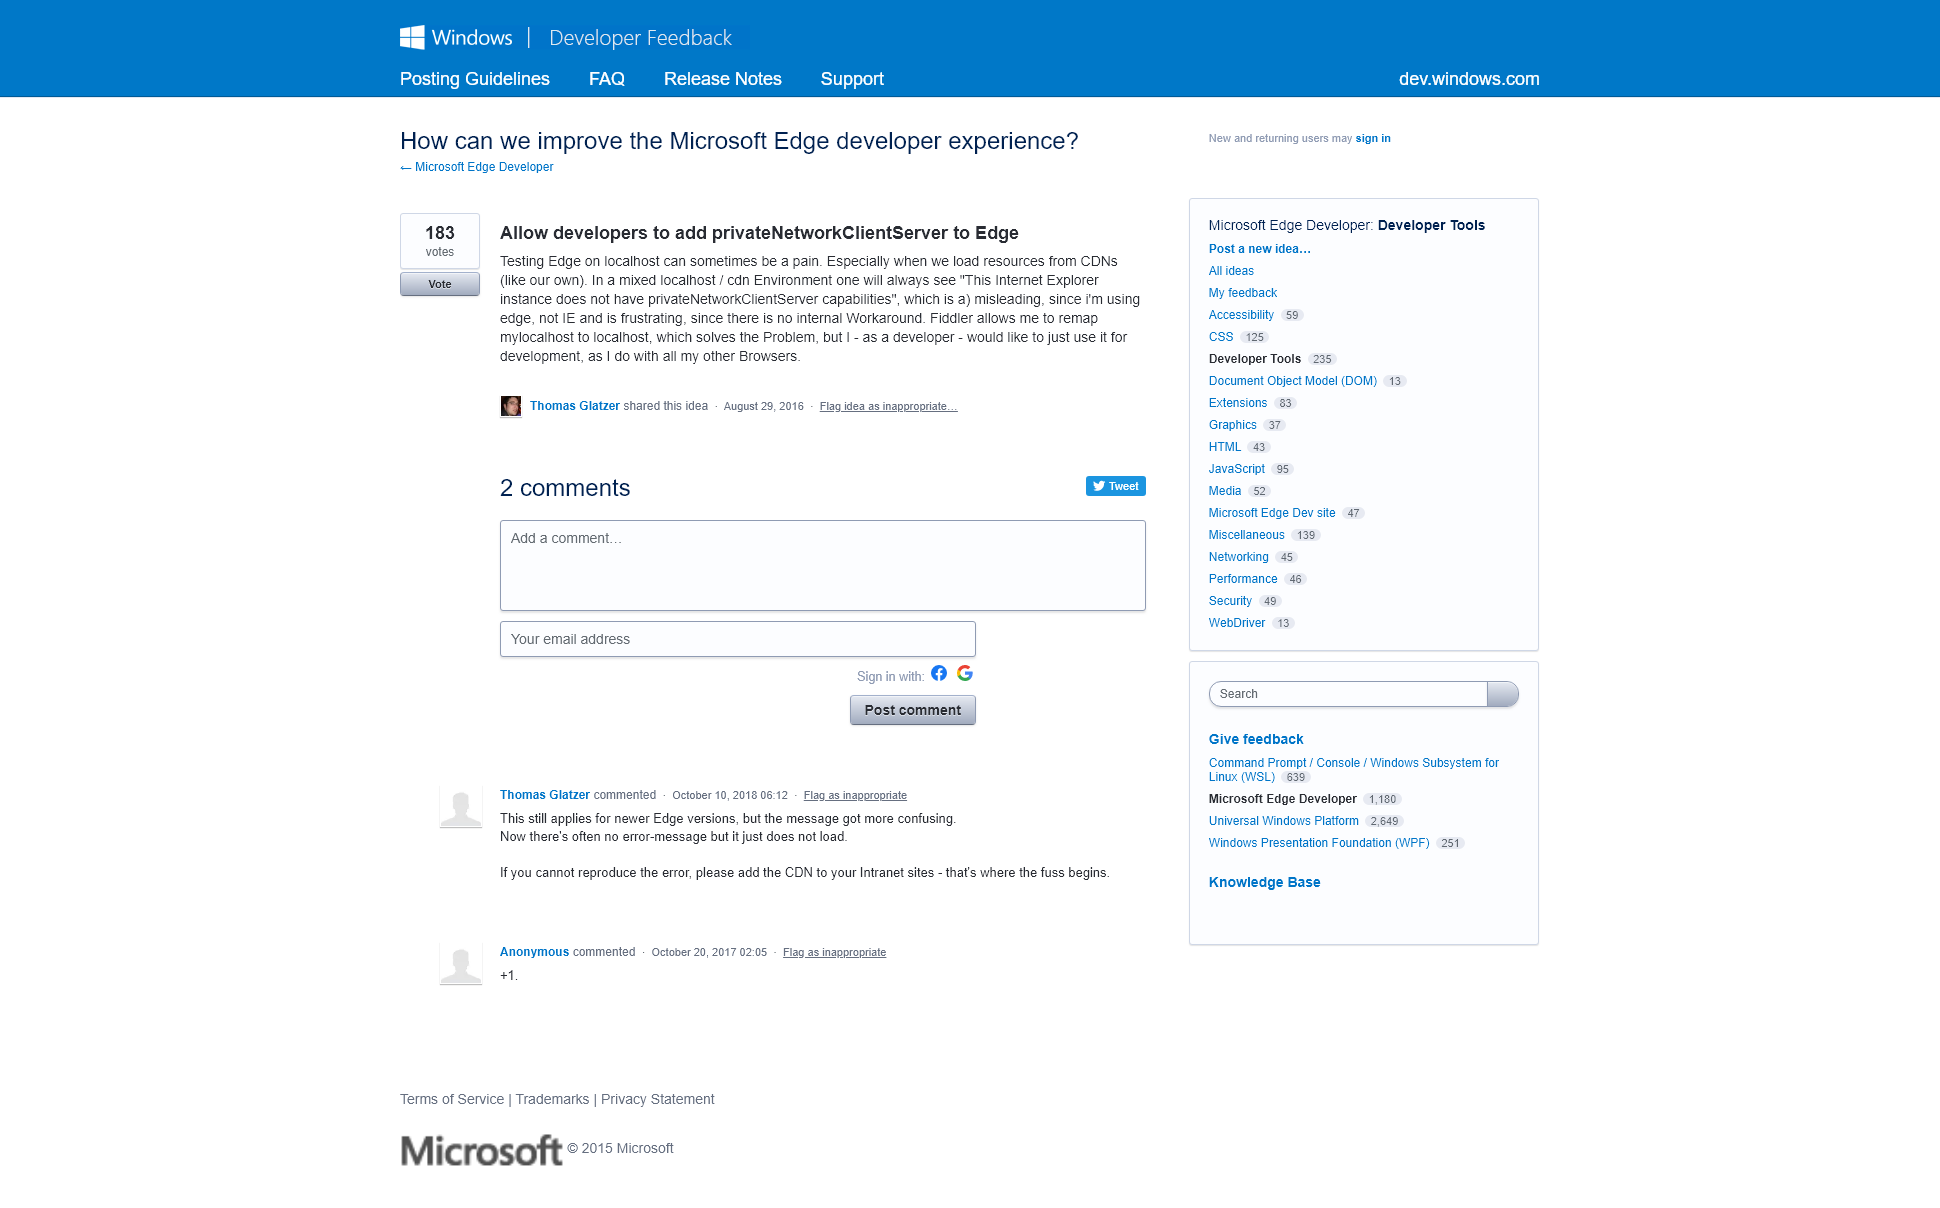 Windows | Developer Feedback
Posting Guidelines FAQ Release Notes Support dev.windows.com
How can we improve the Microsoft Edge developer experience?
← Microsoft Edge Developer
New and returning users may sign in
183
votes
Vote
Allow developers to add privateNetworkClientServer to Edge
Testing Edge on localhost can sometimes be a pain. Especially when we load resources from CDNs
(like our own). In a mixed localhost / cdn Environment one will always see "This Internet Explorer
instance does not have privateNetworkClientServer capabilities", which is a) misleading, since i'm using
edge, not IE and is frustrating, since there is no internal Workaround. Fiddler allows me to remap
mylocalhost to localhost, which solves the Problem, but I - as a developer - would like to just use it for
development, as I do with all my other Browsers.
Thomas Glatzer shared this idea · August 29, 2016 · Flag idea as inappropriate…
2 comments
Tweet
Add a comment…
Your email address
Sign in with:
Post comment
Thomas Glatzer commented · October 10, 2018 06:12 · Flag as inappropriate
This still applies for newer Edge versions, but the message got more confusing.
Now there's often no error-message but it just does not load.
If you cannot reproduce the error, please add the CDN to your Intranet sites - that's where the fuss begins.
Anonymous commented · October 20, 2017 02:05 · Flag as inappropriate
+1.
Microsoft Edge Developer: Developer Tools
Post a new idea…
All ideas
My feedback
Accessibility 59
CSS 125
Developer Tools 235
Document Object Model (DOM) 13
Extensions 83
Graphics 37
HTML 43
JavaScript 95
Media 52
Microsoft Edge Dev site 47
Miscellaneous 139
Networking 45
Performance 46
Security 49
WebDriver 13
Search
Give feedback
Command Prompt / Console / Windows Subsystem for
Linux (WSL) 639
Microsoft Edge Developer 1,180
Universal Windows Platform 2,649
Windows Presentation Foundation (WPF) 251
Knowledge Base
Terms of Service | Trademarks | Privacy Statement
Microsoft © 2015 Microsoft